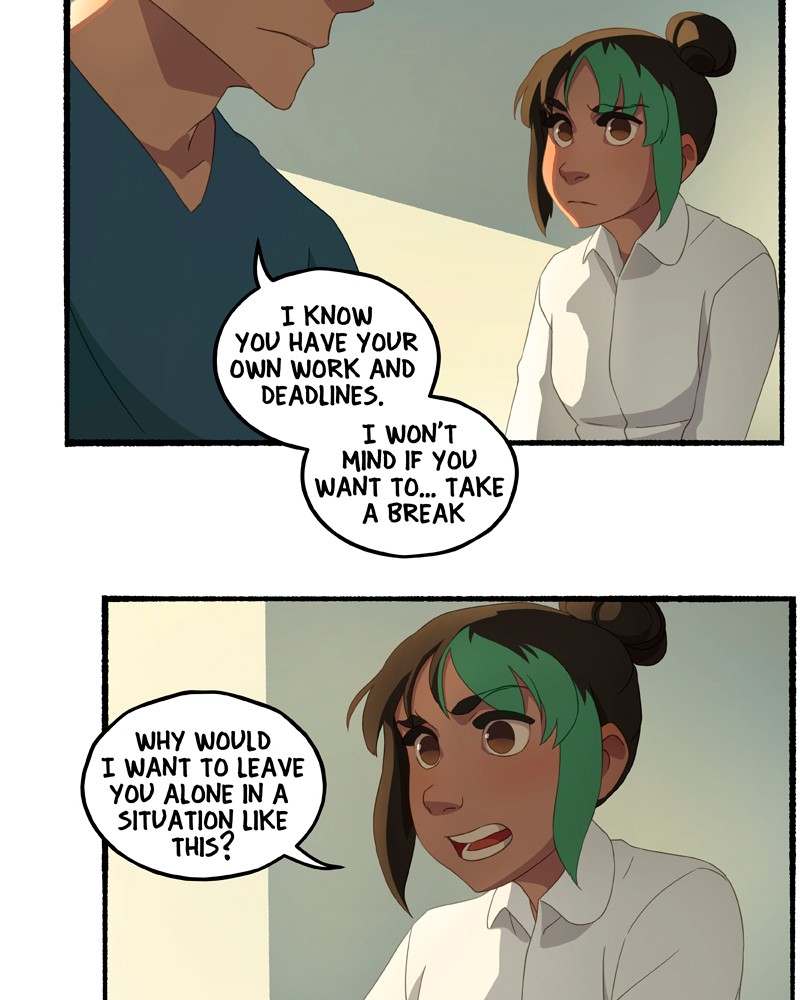 I KNOW
YOU HAVE YOUR
OWN WORK AND
DEADLINES.
I WON'T
MIND IF YOU
WANT TO... TAKE
A BREAK
WHY WOULD
I WANT TO LEAVE
YOU ALONE IN A
SITUATION LIKE
THIS?